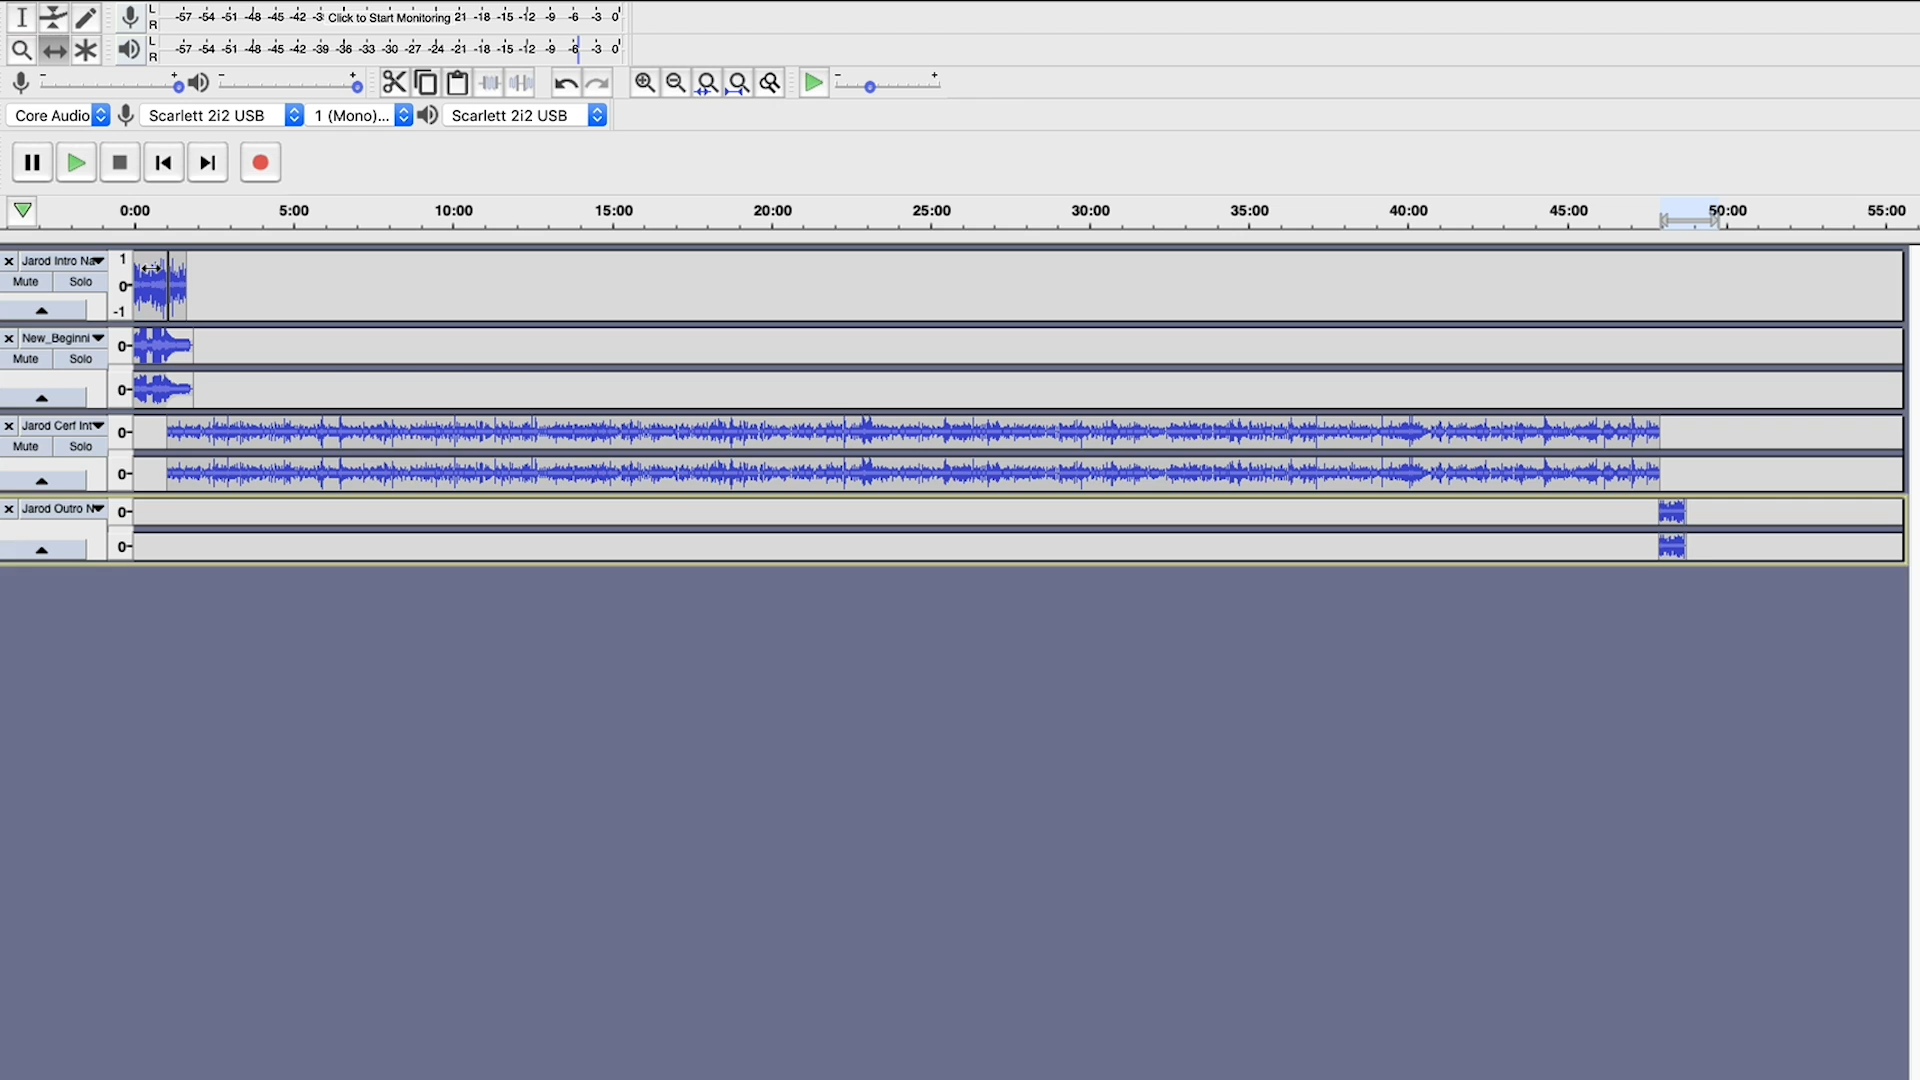 L
R
-57 -54 -51 -48 -45 -42 -3 Click to Start Monitoring 21 -18 -15 -12 -9 -6 -3 0
L
R
-57 -54 -51 -48 -45 -42 -39 -36 -33 -30 -27 -24 -21 -18 -15 -12 -9 -6 -3 0
- + - + - +
Core Audio Scarlett 2i2 USB 1 (Mono)... Scarlett 2i2 USB
0:00 5:00 10:00 15:00 20:00 25:00 30:00 35:00 40:00 45:00 50:00 55:00
Jarod Intro Na 1
Mute Solo 0
-1
New_Beginni 0
Mute Solo
0
Jarod Cerf Int 0
Mute Solo
0
Jarod Outro N 0
0